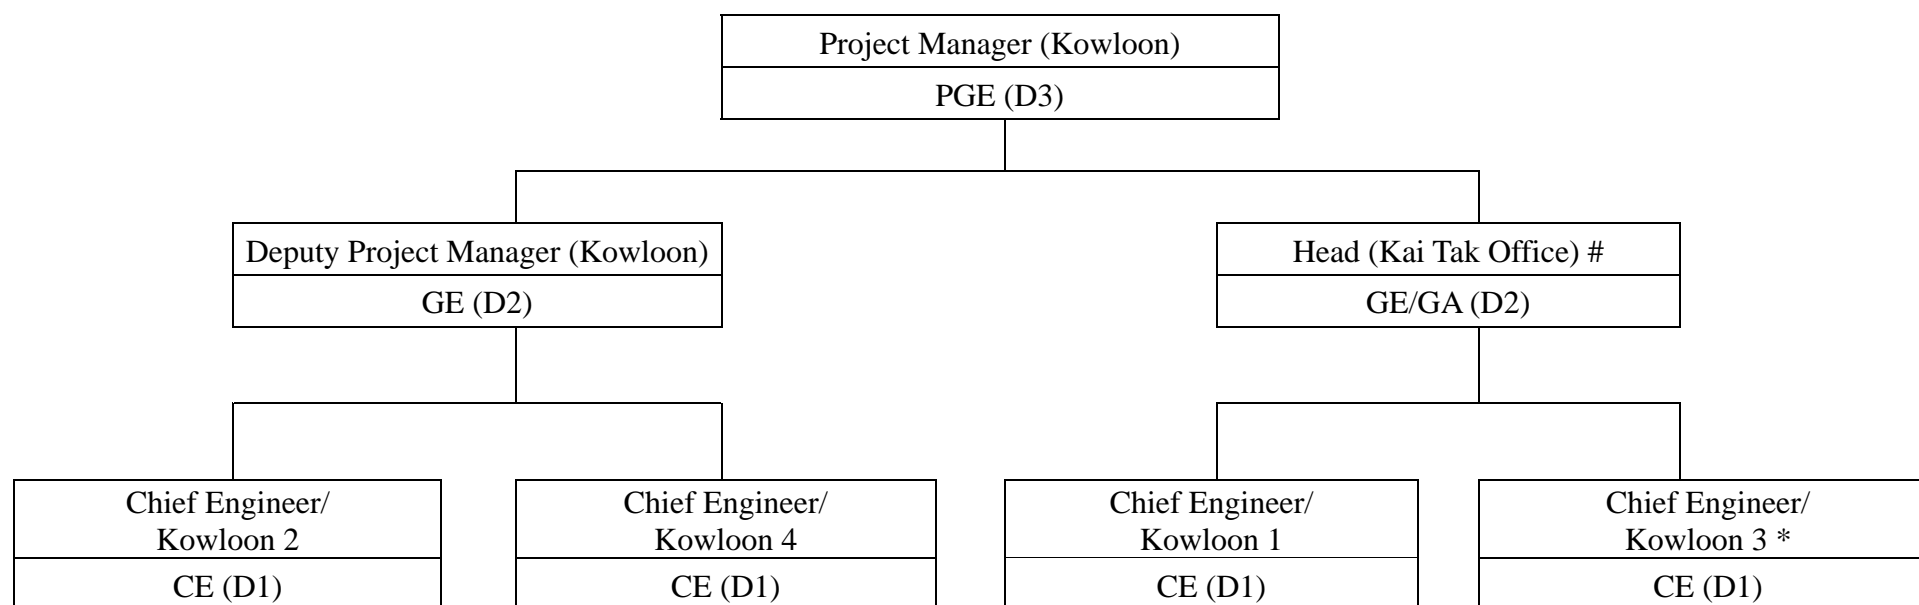 Project Manager (Kowloon)
PGE (D3)
Deputy Project Manager (Kowloon)
GE (D2)
Head (Kai Tak Office) #
GE/GA (D2)
Chief Engineer/
Kowloon 2
CE (D1)
Chief Engineer/
Kowloon 4
CE (D1)
Chief Engineer/
Kowloon 1
CE (D1)
Chief Engineer/
Kowloon 3 *
CE (D1)